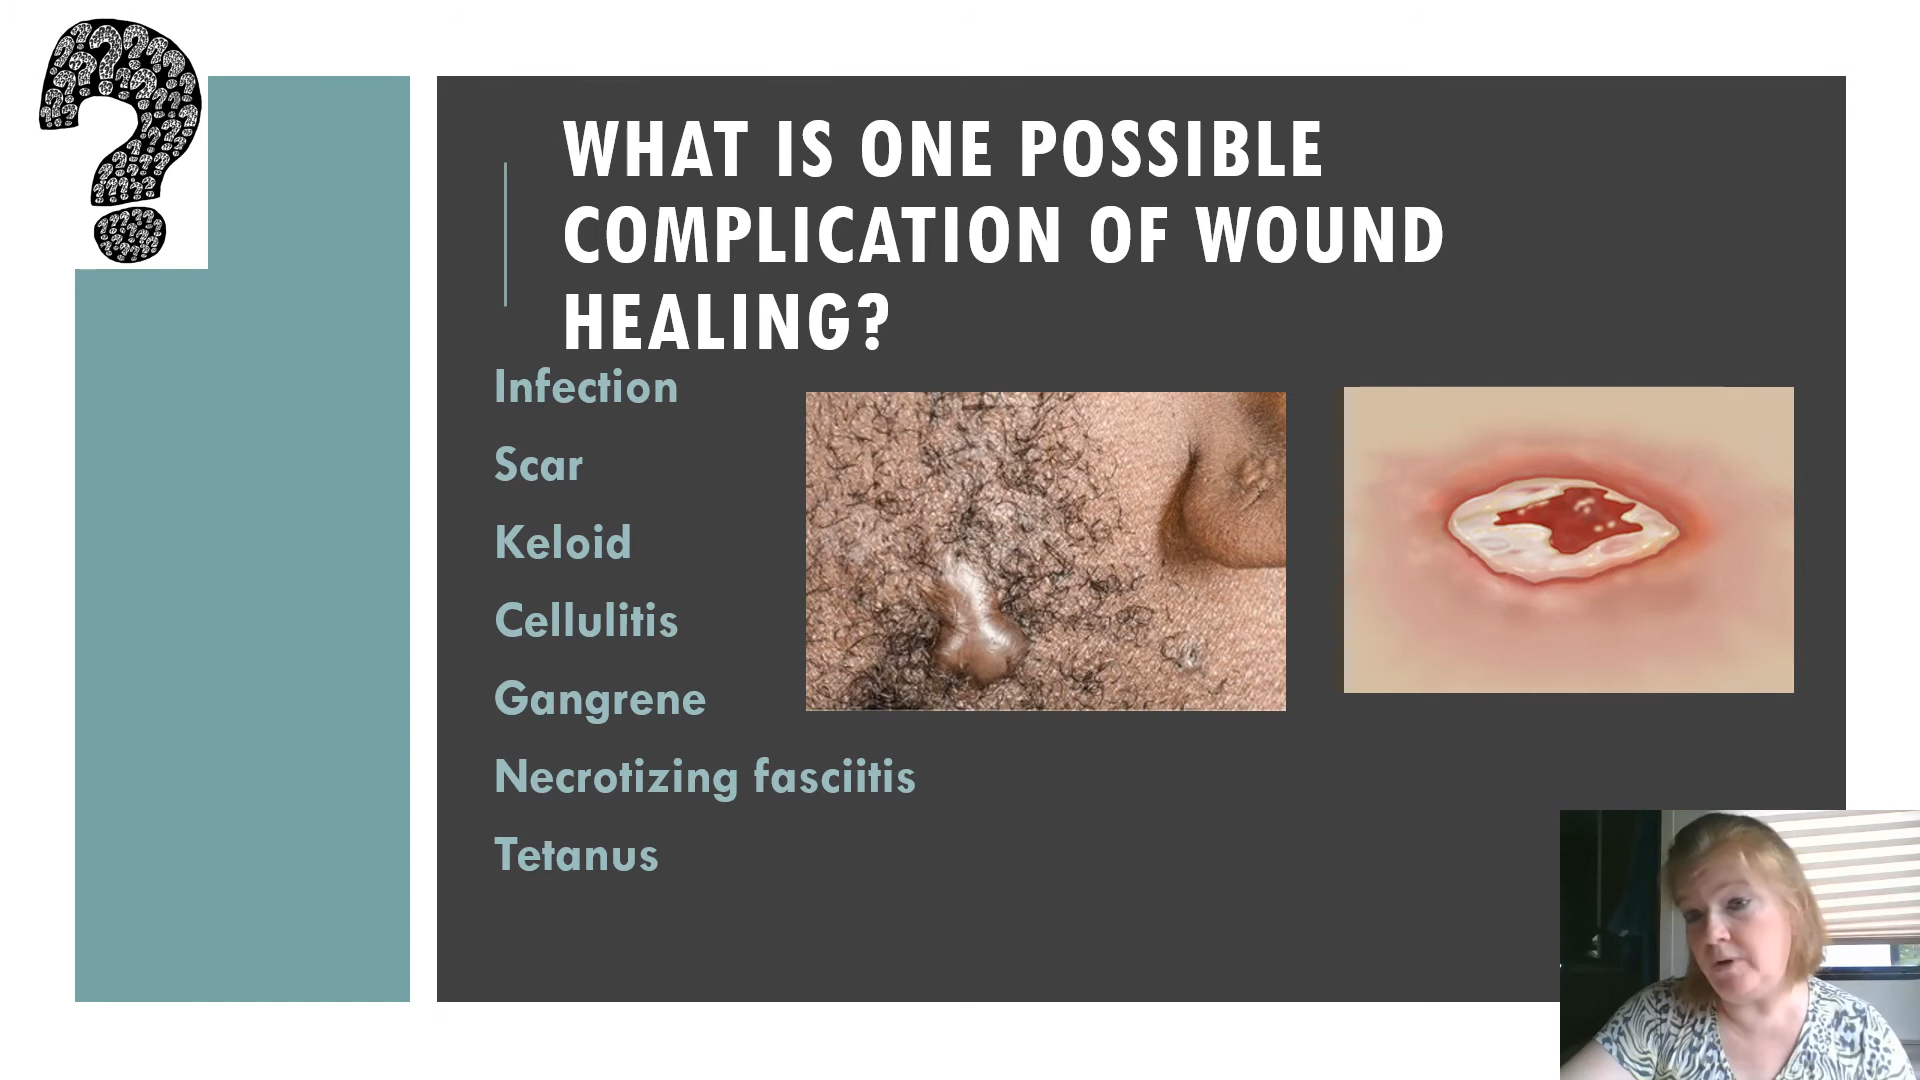 WHAT IS ONE POSSIBLE
COMPLICATION OF WOUND
HEALING?
Infection
Scar
Keloid
Cellulitis
Gangrene
Necrotizing fasciitis
Tetanus